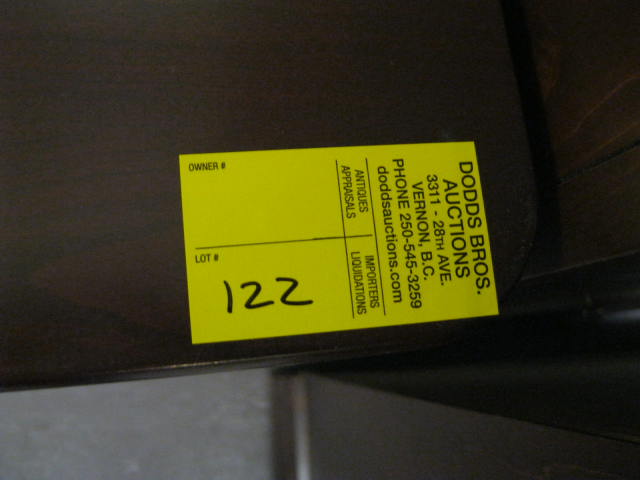 DODDS BROS.
AUCTIONS
3311 - 28TH AVE.
VERNON, B.C.
PHONE 250-545-3259
doddsauctions.com
ANTIQUES
APPRAISALS
IMPORTERS
LIQUIDATIONS
OWNER #
LOT #
122